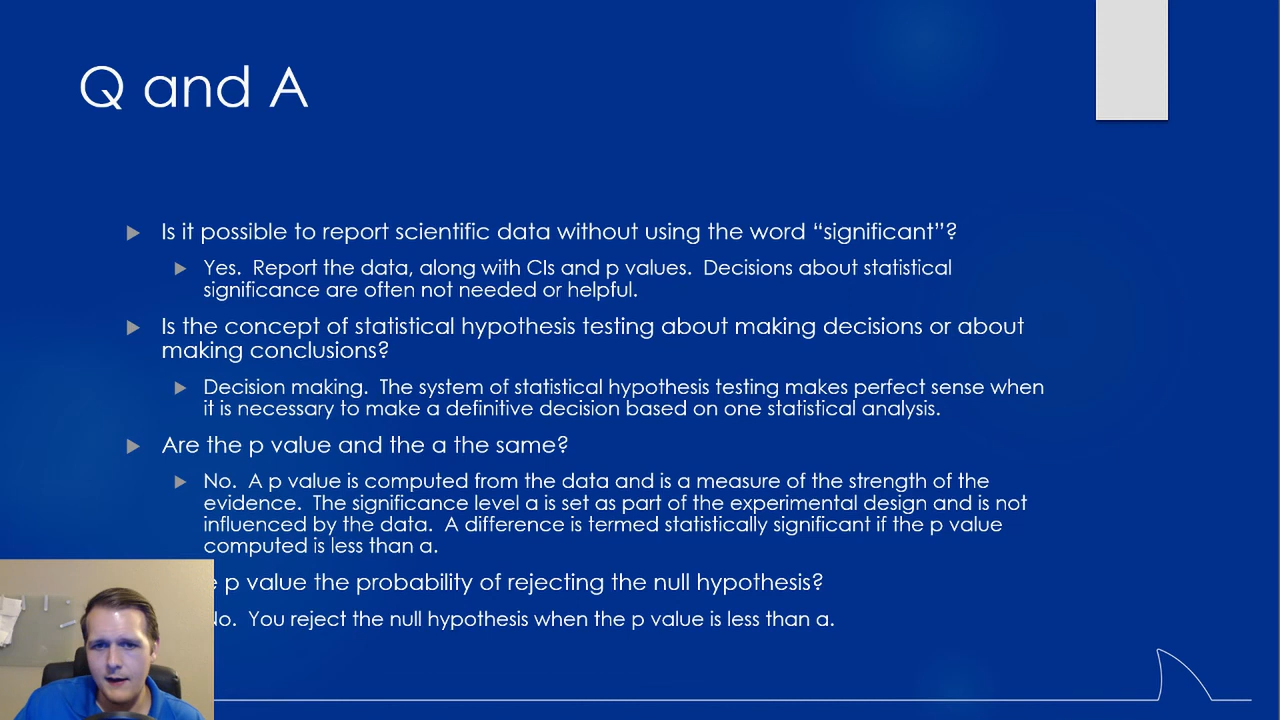 Q and A
Is it possible to report scientific data without using the word “significant”?
Yes.  Report the data, along with CIs and p values.  Decisions about statistical
significance are often not needed or helpful.
Is the concept of statistical hypothesis testing about making decisions or about
making conclusions?
Decision making.  The system of statistical hypothesis testing makes perfect sense when
it is necessary to make a definitive decision based on one statistical analysis.
Are the p value and the a the same?
No.  A p value is computed from the data and is a measure of the strength of the
evidence.  The significance level a is set as part of the experimental design and is not
influenced by the data.  A difference is termed statistically significant if the p value
computed is less than a.
p value the probability of rejecting the null hypothesis?
No.  You reject the null hypothesis when the p value is less than a.